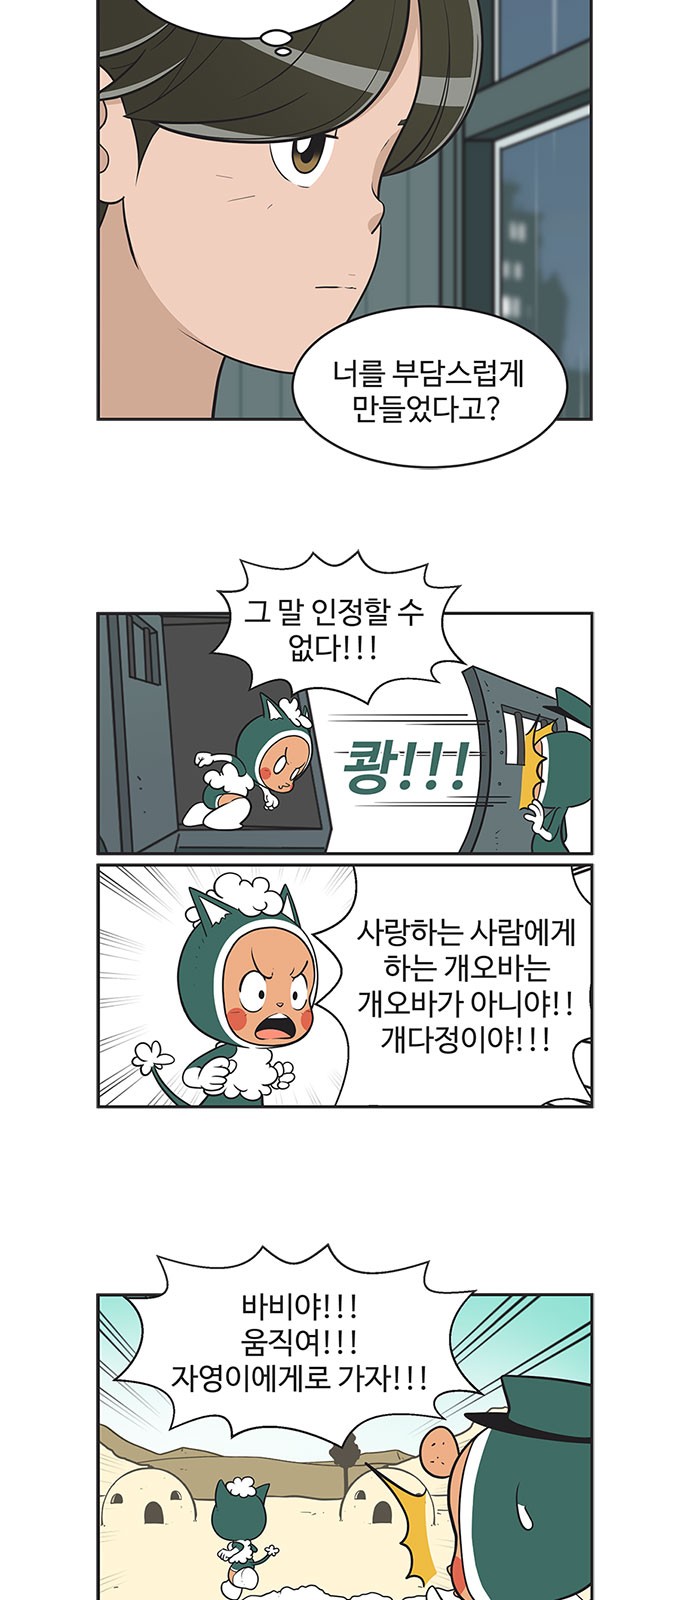 너를 부담스럽게
만들었다고?
그 말 인정할 수
없다!!!
쾅!!!
사랑하는 사람에게
하는 개오바는
개오바가 아니야!!
개다정이야!!!
바비야!!!
움직여!!!
자영이에게로 가자!!!